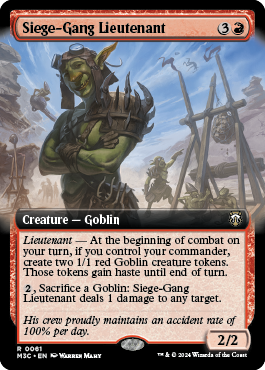 Siege-Gang Lieutenant 3
Creature — Goblin
Lieutenant — At the beginning of combat on
your turn, if you control your commander,
create two 1/1 red Goblin creature tokens.
Those tokens gain haste until end of turn.
2, Sacrifice a Goblin: Siege-Gang
Lieutenant deals 1 damage to any target.
His crew proudly maintains an accident rate of
100% per day.
2/2
R 0061
M3C • EN Warren Mahy
™ & © 2024 Wizards of the Coast